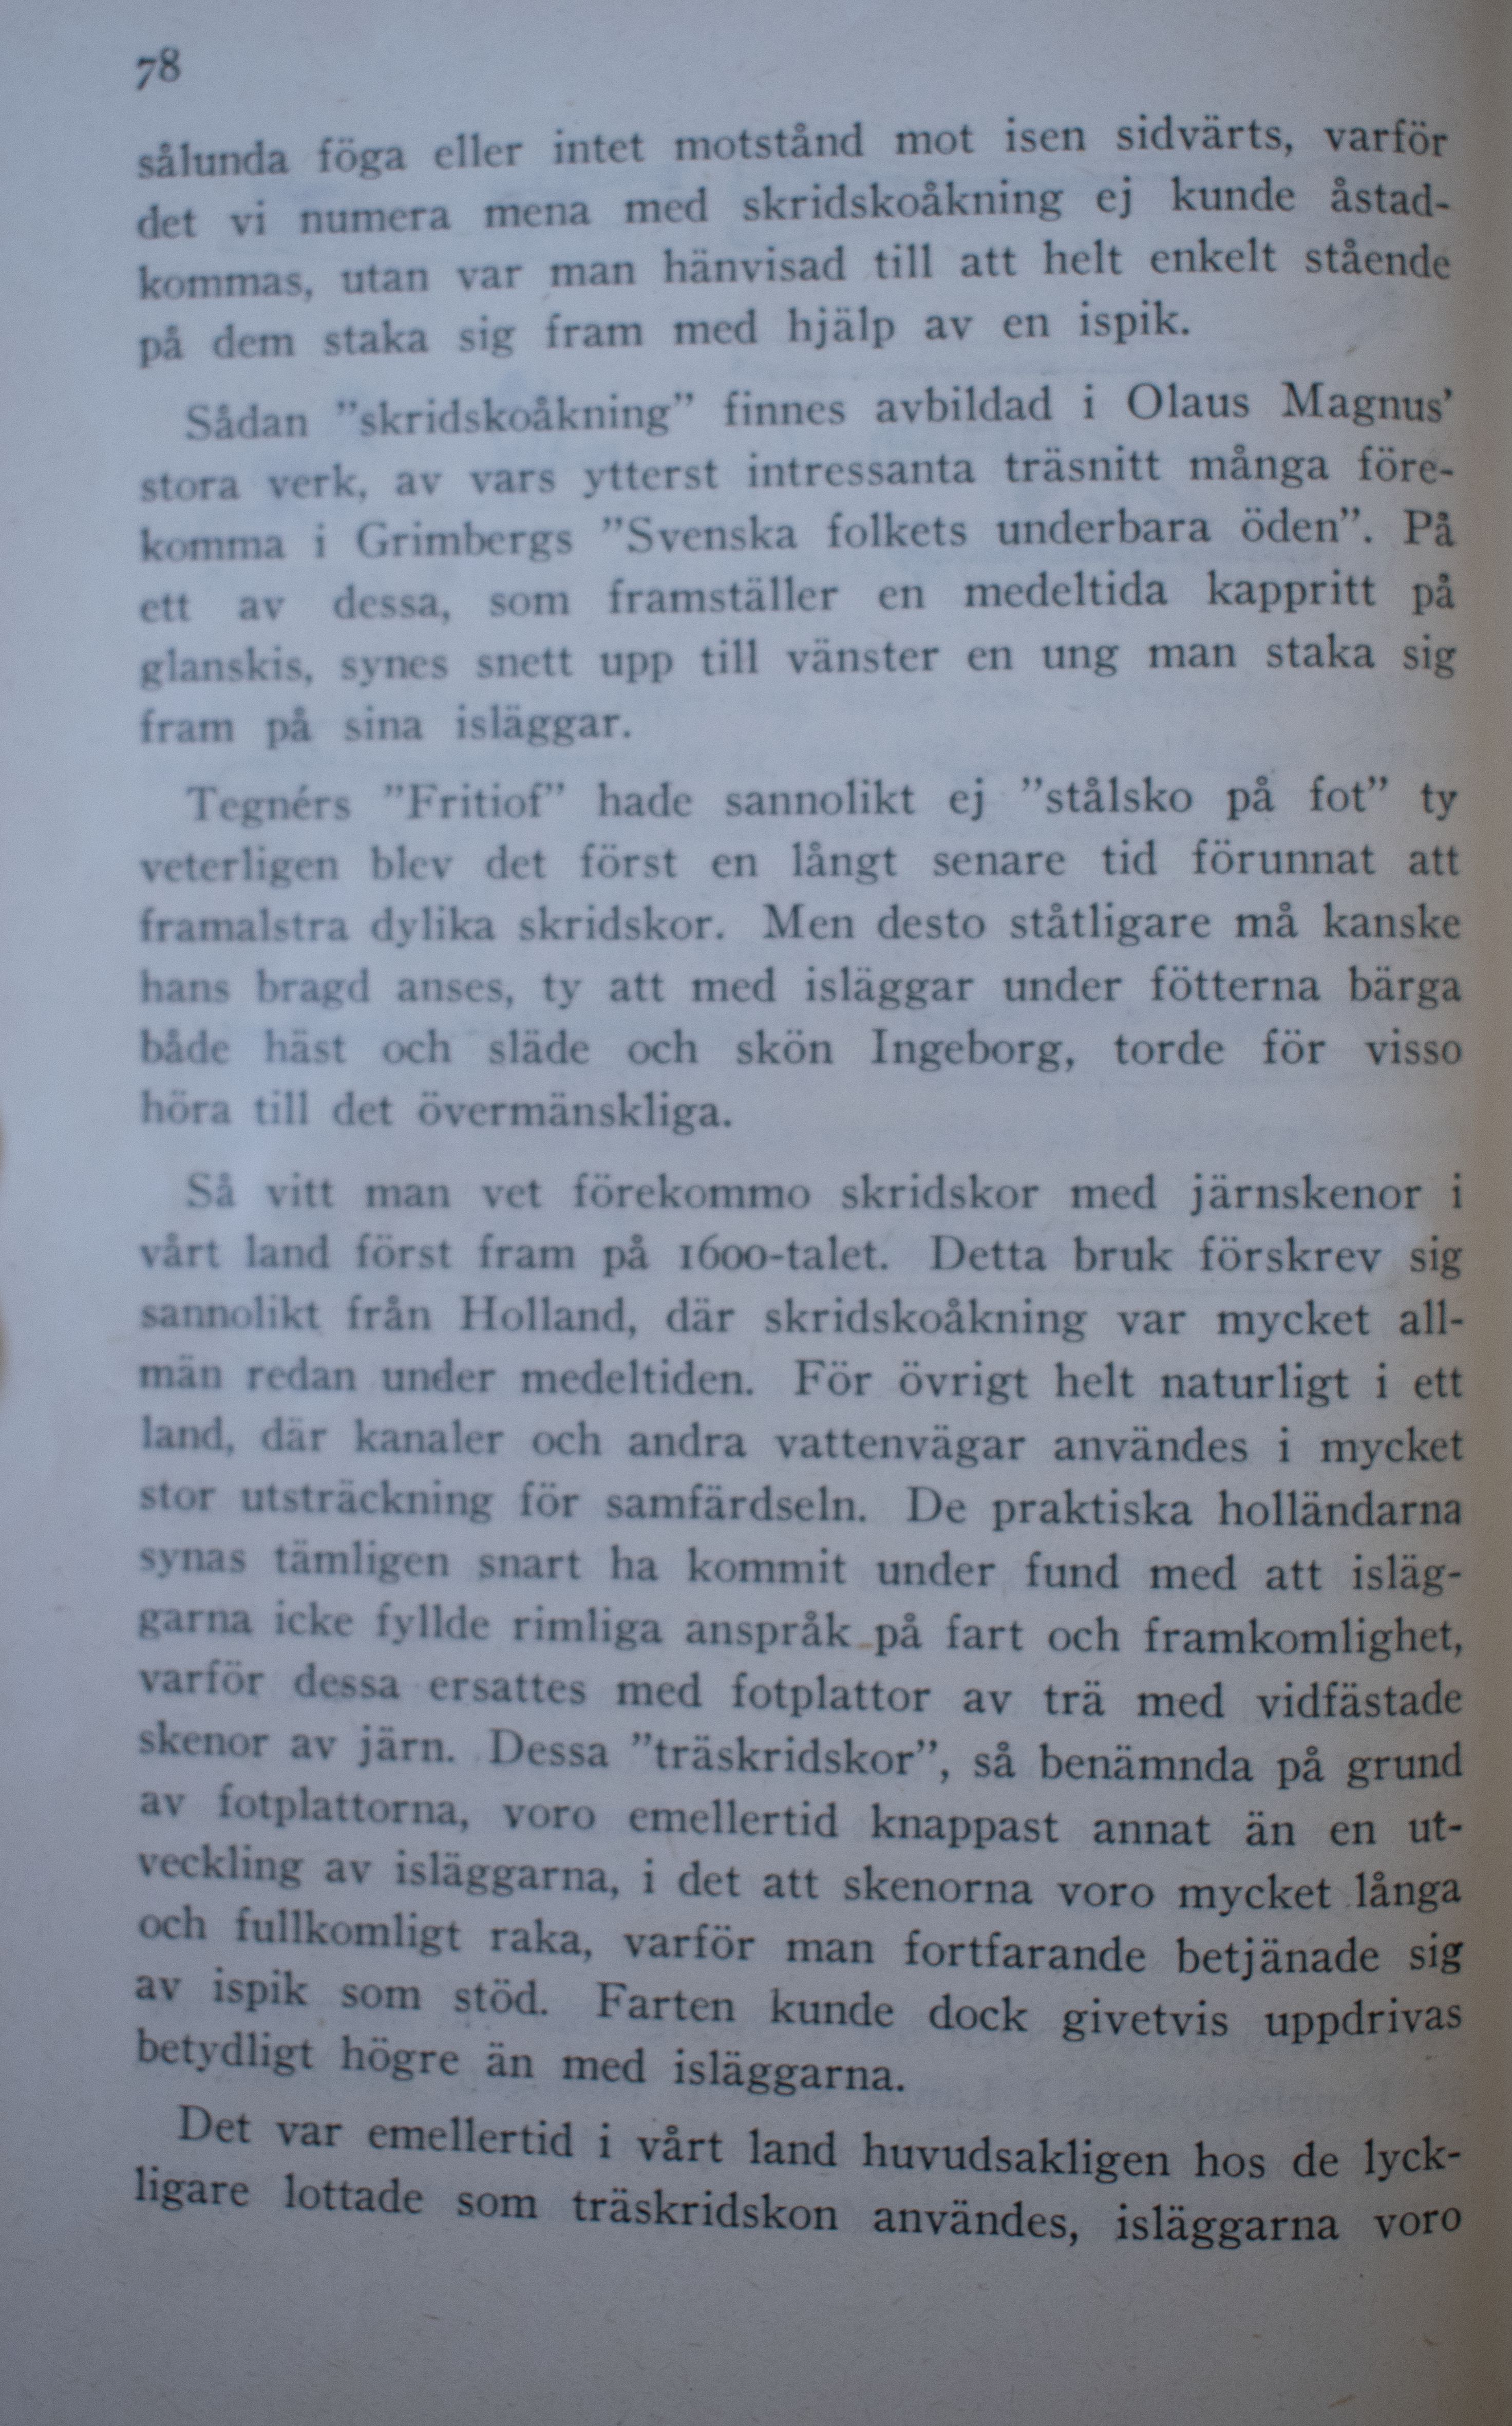 78
sålunda föga eller intet motstånd mot isen sidvärts, varför
det vi numera mena med skridskoåkning ej kunde åstad-
kommas, utan var man hänvisad till att helt enkelt stående
på dem staka sig fram med hjälp av en ispik.
Sådan ”skridskoåkning” finnes avbildad i Olaus Magnus’
stora verk, av vars ytterst intressanta träsnitt många före-
komma i Grimbergs ”Svenska folkets underbara öden”. På
ett av dessa, som framställer en medeltida kappritt på
glanskis, synes snett upp till vänster en ung man staka sig
fram på sina isläggar.
Tegnérs ”Fritiof” hade sannolikt ej ”stålsko på fot” ty
veterligen blev det först en långt senare tid förunnat att
framalstra dylika skridskor. Men desto ståtligare må kanske
hans bragd anses, ty att med isläggar under fötterna bärga
både häst och släde och skön Ingeborg, torde för visso
höra till det övermänskliga.
Så vitt man vet förekommo skridskor med järnskenor i
vårt land först fram på 1600-talet. Detta bruk förskrev sig
sannolikt från Holland, där skridskoåkning var mycket all-
män redan under medeltiden. För övrigt helt naturligt i ett
land, där kanaler och andra vattenvägar användes i mycket
stor utsträckning för samfärdseln. De praktiska holländarna
synas tämligen snart ha kommit under fund med att isläg-
garna icke fyllde rimliga anspråk på fart och framkomlighet,
varför dessa ersattes med fotplattor av trä med vidfästade
skenor av järn. Dessa ”träskridskor”, så benämnda på grund
av fotplattorna, voro emellertid knappast annat än en ut-
veckling av isläggarna, i det att skenorna voro mycket långa
och fullkomligt raka, varför man fortfarande betjänade sig
av ispik som stöd. Farten kunde dock givetvis uppdrivas
betydligt högre än med isläggarna.
Det var emellertid i vårt land huvudsakligen hos de lyck-
ligare lottade som träskridskon användes, isläggarna voro